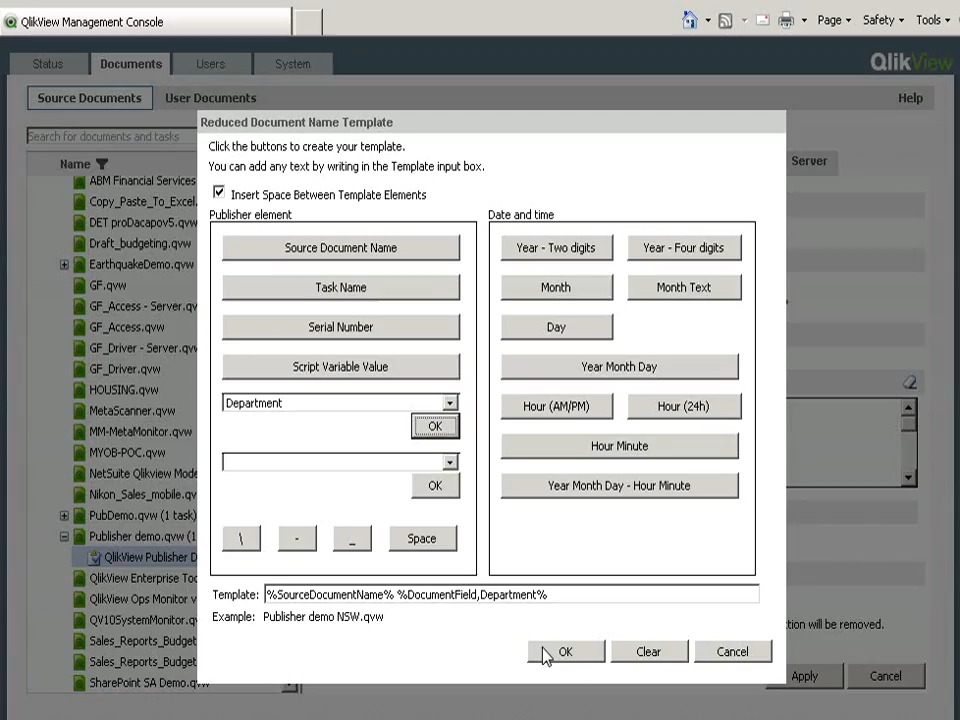 QlikView Management Console
Page
Safety
Tools
Status
Documents
Users
System
QlikView
Source Documents
User Documents
Help
Search for documents and tasks
Name
ABM Financial Services
Copy_Paste_To_Excel.
DET proDacapov5.qvw
Draft_budgeting.qvw
EarthquakeDemo.qvw
GF.qvw
GF_Access - Server.qv
GF_Access.qvw
GF_Driver - Server.qvv
GF_Driver.qvw
HOUSING.qvw
MetaScanner.qvw
MM-MetaMonitor.qvw
MYOB-POC.qvw
NetSuite Qlikview Mode
Nikon_Sales_mobile.qv
PubDemo.qvw (1 task)
Publisher demo.qvw (1
QlikView Publisher D
QlikView Enterprise Too
QlikView Ops Monitor v
QV10SystemMonitor.q
Sales_Reports_Budget
Sales_Reports_Budget
SharePoint SA Demo.qvw
Reduced Document Name Template
Click the buttons to create your template.
You can add any text by writing in the Template input box.
Insert Space Between Template Elements
Publisher element
Source Document Name
Task Name
Serial Number
Script Variable Value
Department
OK
OK
\ - _ Space
Date and time
Year - Two digits
Year - Four digits
Month
Month Text
Day
Year Month Day
Hour (AM/PM)
Hour (24h)
Hour Minute
Year Month Day - Hour Minute
Template: %SourceDocumentName% %DocumentField,Department%
Example: Publisher demo NSW.qvw
OK
Clear
Cancel
Server
tion will be removed.
Apply
Cancel